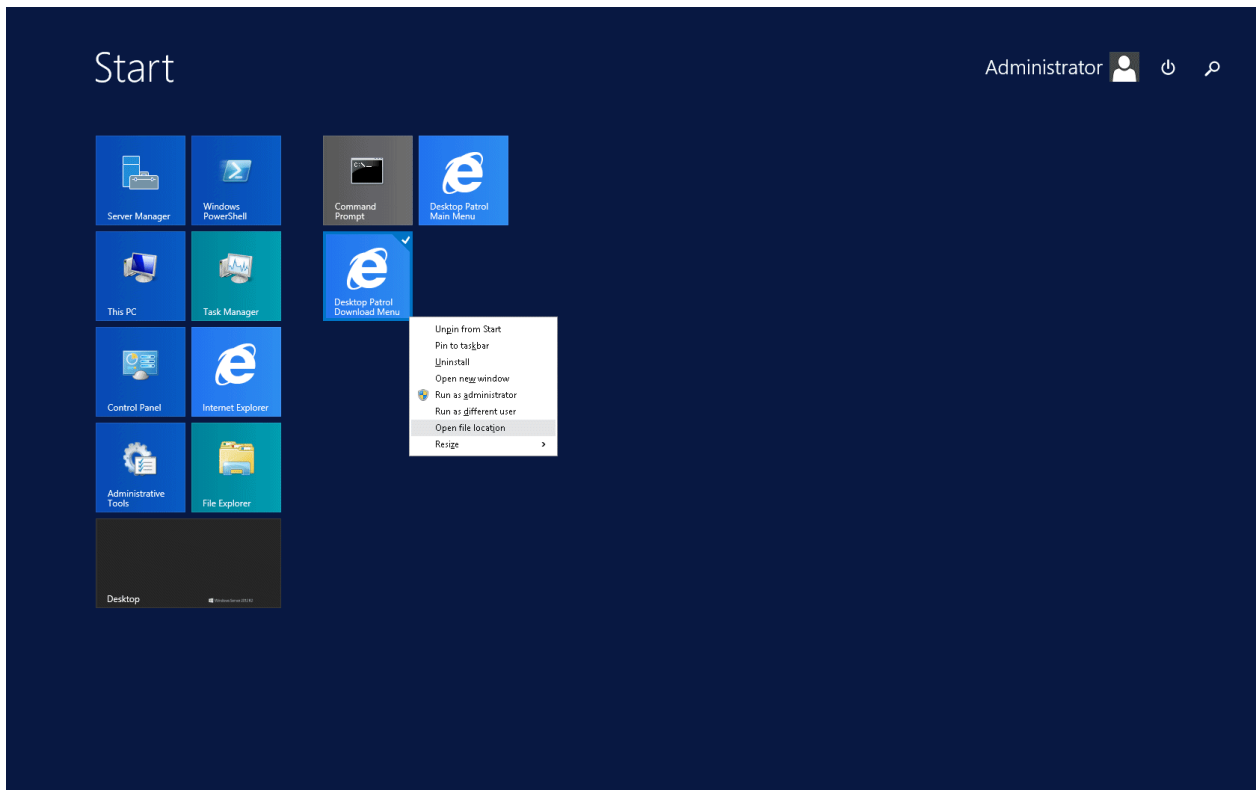 Start
Administrator
Server Manager
Windows
PowerShell
C:\_
Command
Prompt
Desktop Patrol
Main Menu
This PC
Task Manager
Desktop Patrol
Download Menu
Unpin from Start
Pin to taskbar
Uninstall
Open new window
Run as administrator
Run as different user
Open file location
Resize
Control Panel
Internet Explorer
Administrative
Tools
File Explorer
Desktop